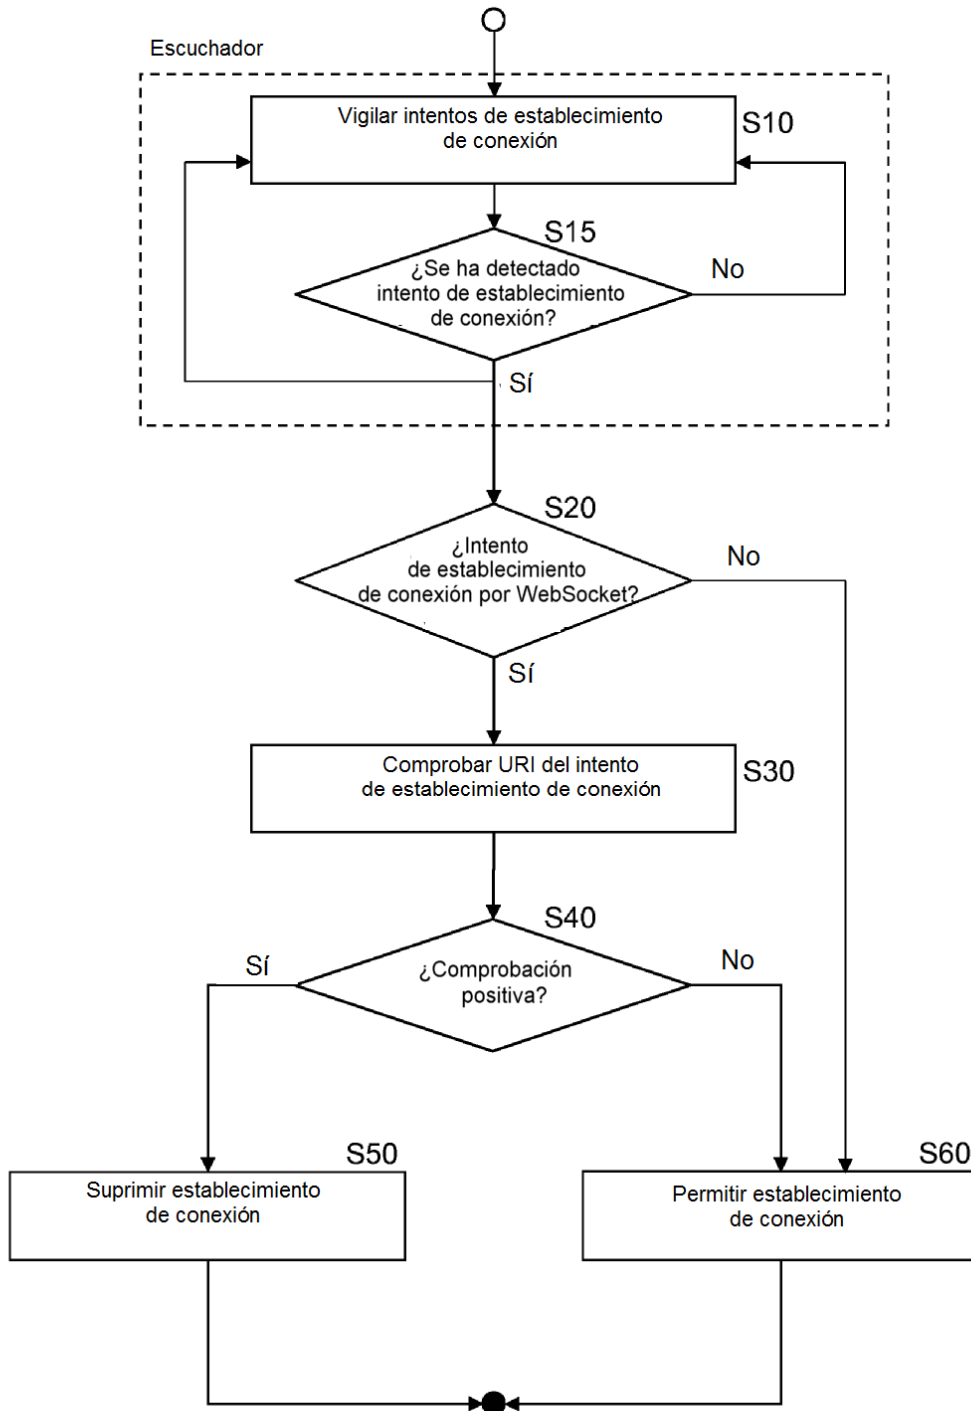 Escuchador
Vigilar intentos de establecimiento
de conexión
S10
S15
¿Se ha detectado
intento de establecimiento
de conexión?
No
Sí
S20
¿Intento
de establecimiento
de conexión por WebSocket?
No
Sí
Comprobar URI del intento
de establecimiento de conexión
S30
S40
¿Comprobación
positiva?
Sí
No
S50
Suprimir establecimiento
de conexión
S60
Permitir establecimiento
de conexión